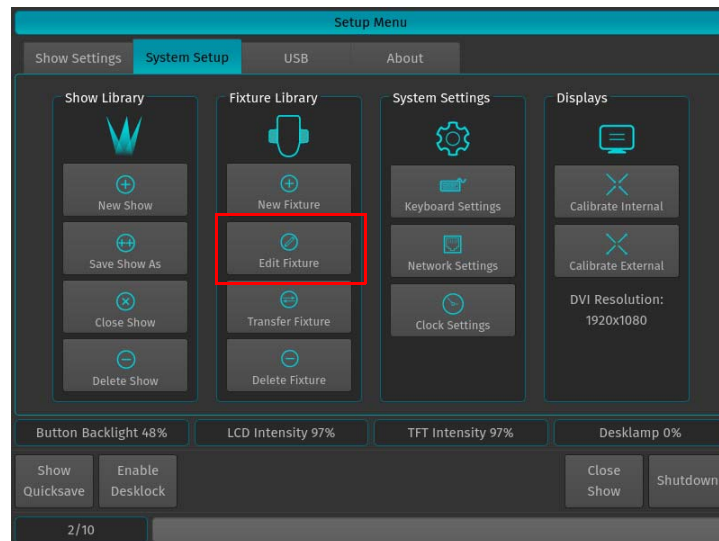 Setup Menu
Show Settings System Setup USB About
Show Library Fixture Library System Settings Displays
New Show New Fixture Keyboard Settings Calibrate Internal
Save Show As Edit Fixture Network Settings Calibrate External
Close Show Transfer Fixture Clock Settings DVI Resolution:
1920x1080
Delete Show Delete Fixture
Button Backlight 48% LCD Intensity 97% TFT Intensity 97% Desklamp 0%
Show Enable Close Shutdown
Quicksave Desklock Show
2/10